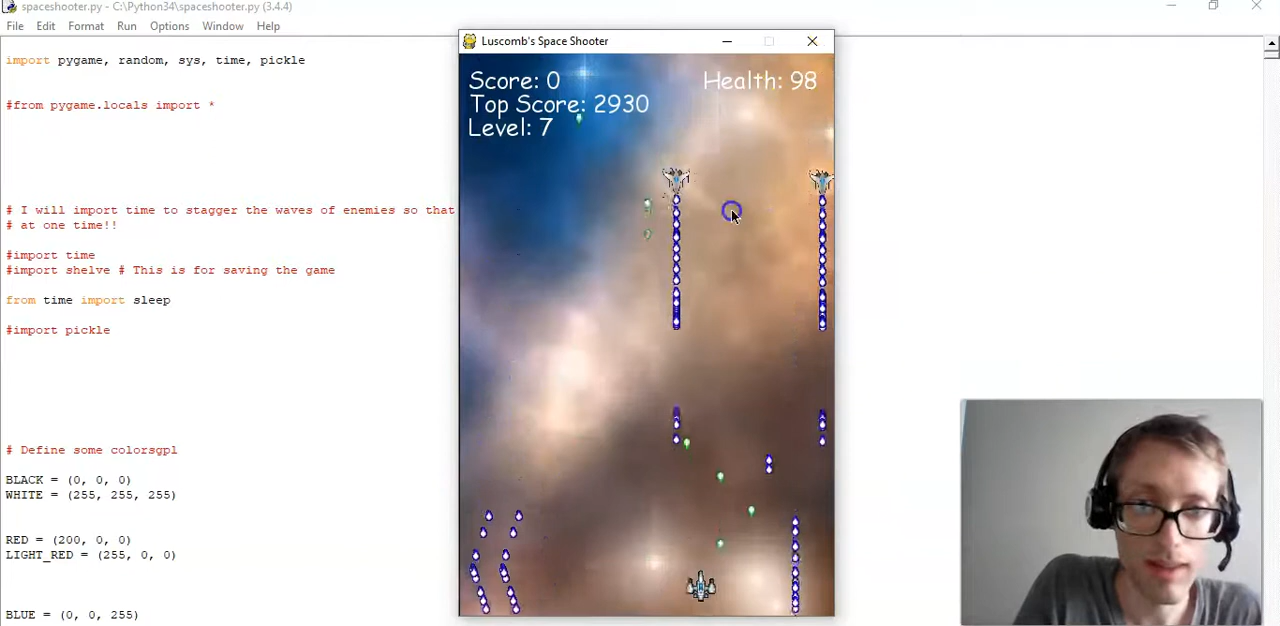 spaceshooter.py - C:\Python34\spaceshooter.py (3.4.4)
File Edit Format Run Options Window Help
import pygame, random, sys, time, pickle
#from pygame.locals import *
# I will import time to stagger the waves of enemies so that
# at one time!!
#import time
#import shelve # This is for saving the game
from time import sleep
#import pickle
# Define some colorsgpl
BLACK = (0, 0, 0)
WHITE = (255, 255, 255)
RED = (200, 0, 0)
LIGHT_RED = (255, 0, 0)
BLUE = (0, 0, 255)
Luscomb's Space Shooter
Score: 0 Health: 98
Top Score: 2930
Level: 7